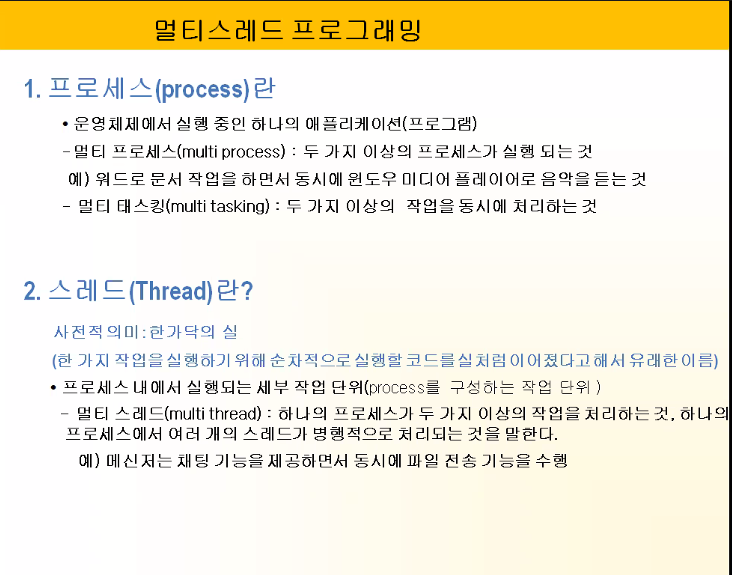 멀티스레드 프로그래밍
1. 프로세스(process)란
• 운영체제에서 실행 중인 하나의 애플리케이션(프로그램)
- 멀티 프로세스(multi process) : 두 가지 이상의 프로세스가 실행 되는 것
예) 워드로 문서 작업을 하면서 동시에 윈도우 미디어 플레이어로 음악을 듣는 것
- 멀티 태스킹(multi tasking) : 두 가지 이상의 작업을 동시에 처리하는 것
2. 스레드(Thread)란?
사전적 의미 : 한가닥의 실
(한 가지 작업을 실행하기 위해 순차적으로 실행할 코드를 실처럼 이어졌다고 해서 유래한 이름)
• 프로세스 내에서 실행되는 세부 작업 단위(process를 구성하는 작업 단위 )
- 멀티 스레드(multi thread) : 하나의 프로세스가 두 가지 이상의 작업을 처리하는 것, 하나의
프로세스에서 여러 개의 스레드가 병행적으로 처리되는 것을 말한다.
예) 메신저는 채팅 기능을 제공하면서 동시에 파일 전송 기능을 수행